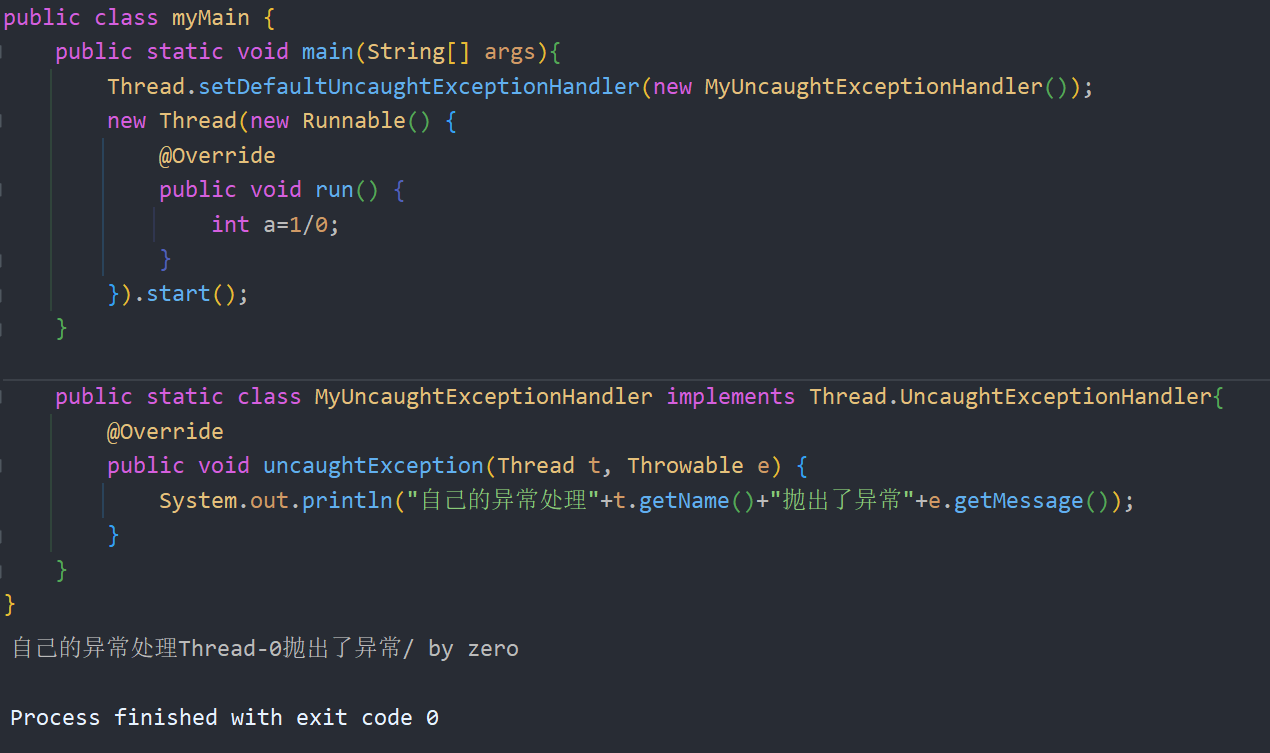 public class myMain {
    public static void main(String[] args){
        Thread.setDefaultUncaughtExceptionHandler(new MyUncaughtExceptionHandler());
        new Thread(new Runnable() {
            @Override
            public void run() {
                int a=1/0;
            }
        }).start();
    }
    public static class MyUncaughtExceptionHandler implements Thread.UncaughtExceptionHandler{
        @Override
        public void uncaughtException(Thread t, Throwable e) {
            System.out.println("自己的异常处理"+t.getName()+"抛出了异常"+e.getMessage());
        }
    }
}
自己的异常处理Thread-0抛出了异常/ by zero
Process finished with exit code 0